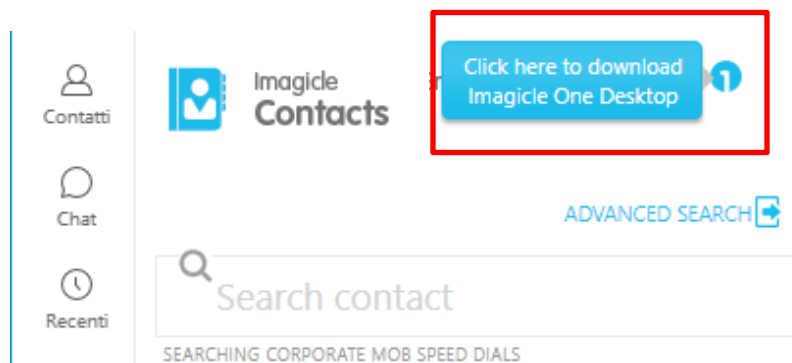 Contatti
Chat
Recenti
Imagicle
Contacts
Click here to download
Imagicle One Desktop
1
ADVANCED SEARCH
Search contact
SEARCHING CORPORATE MOB SPEED DIALS